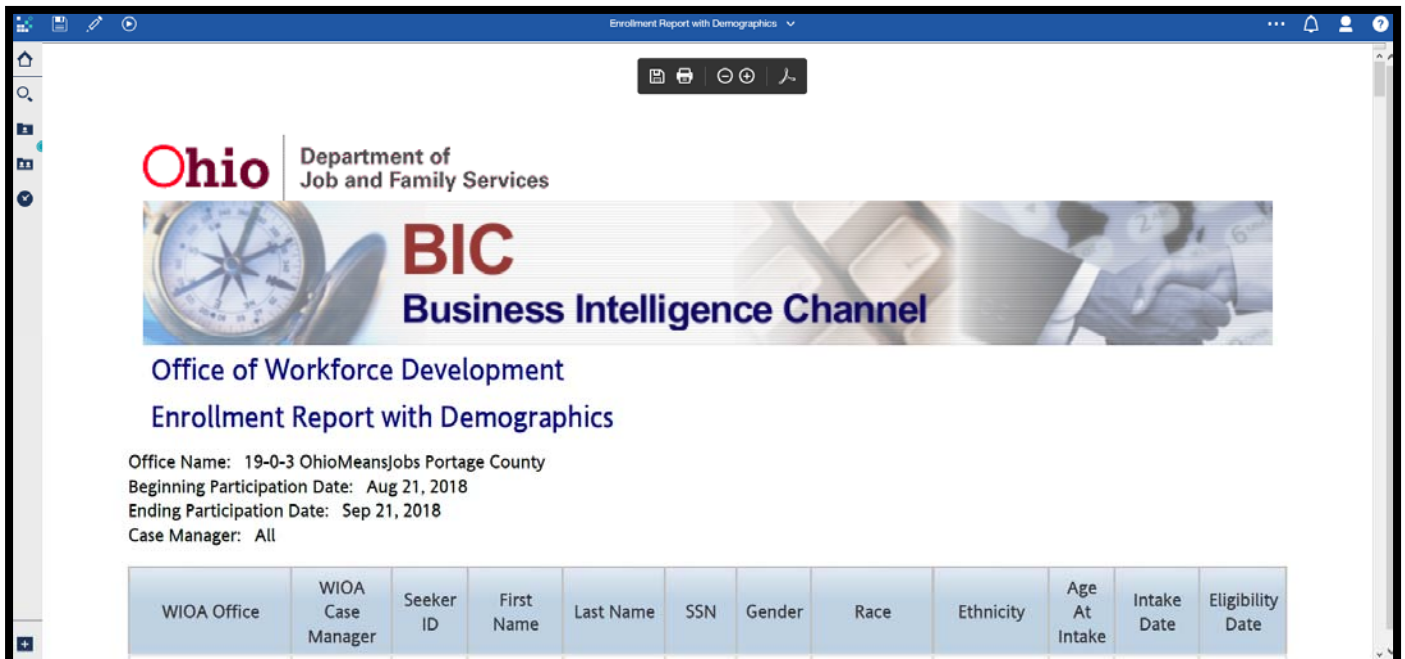 Enrollment Report with Demographics
Ohio
Department of
Job and Family Services
BIC
Business Intelligence Channel
Office of Workforce Development
Enrollment Report with Demographics
Office Name: 19-0-3 OhioMeansJobs Portage County
Beginning Participation Date: Aug 21, 2018
Ending Participation Date: Sep 21, 2018
Case Manager: All
WIOA Office
WIOA
Case
Manager
Seeker
ID
First
Name
Last Name
SSN
Gender
Race
Ethnicity
Age
At
Intake
Intake
Date
Eligibility
Date